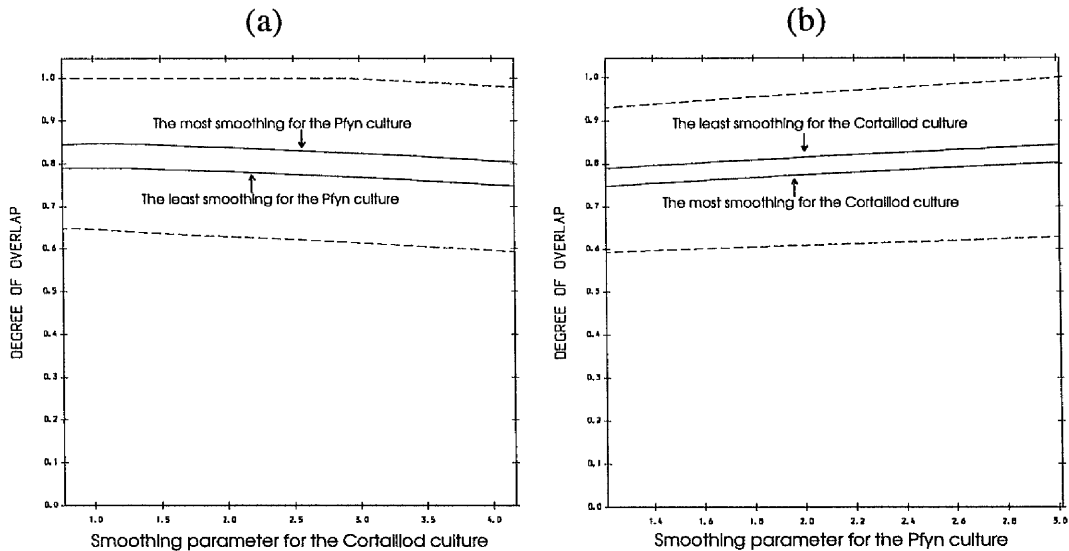 (a)
1.0
0.9
0.8
0.7
0.6
0.5
0.4
0.3
0.2
0.1
0.0
DEGREE OF OVERLAP
The most smoothing for the Pfyn culture
The least smoothing for the Pfyn culture
1.0 1.5 2.0 2.5 3.0 3.5 4.0
Smoothing parameter for the Cortaillod culture
(b)
1.0
0.9
0.8
0.7
0.6
0.5
0.4
0.3
0.2
0.1
0.0
DEGREE OF OVERLAP
The least smoothing for the Cortaillod culture
The most smoothing for the Cortaillod culture
1.4 1.6 1.8 2.0 2.2 2.4 2.6 2.8 3.0
Smoothing parameter for the Pfyn culture